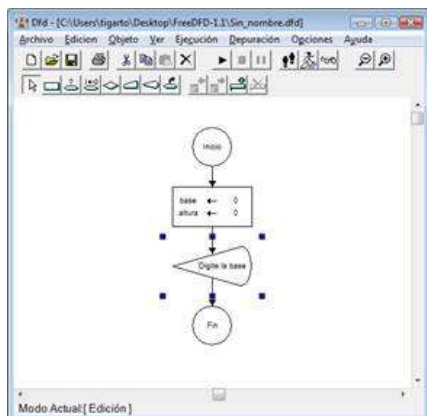 Dfd - [C:\Users\tigarto\Desktop\FreeDFD-1.1\Sin_nombre.dfd]
Archivo Edicion Objeto Ver Ejecución Depuración Opciones Ayuda
Inicio
base ← 0
altura ← 0
Digite la base
Fin
Modo Actual:[ Edición ]